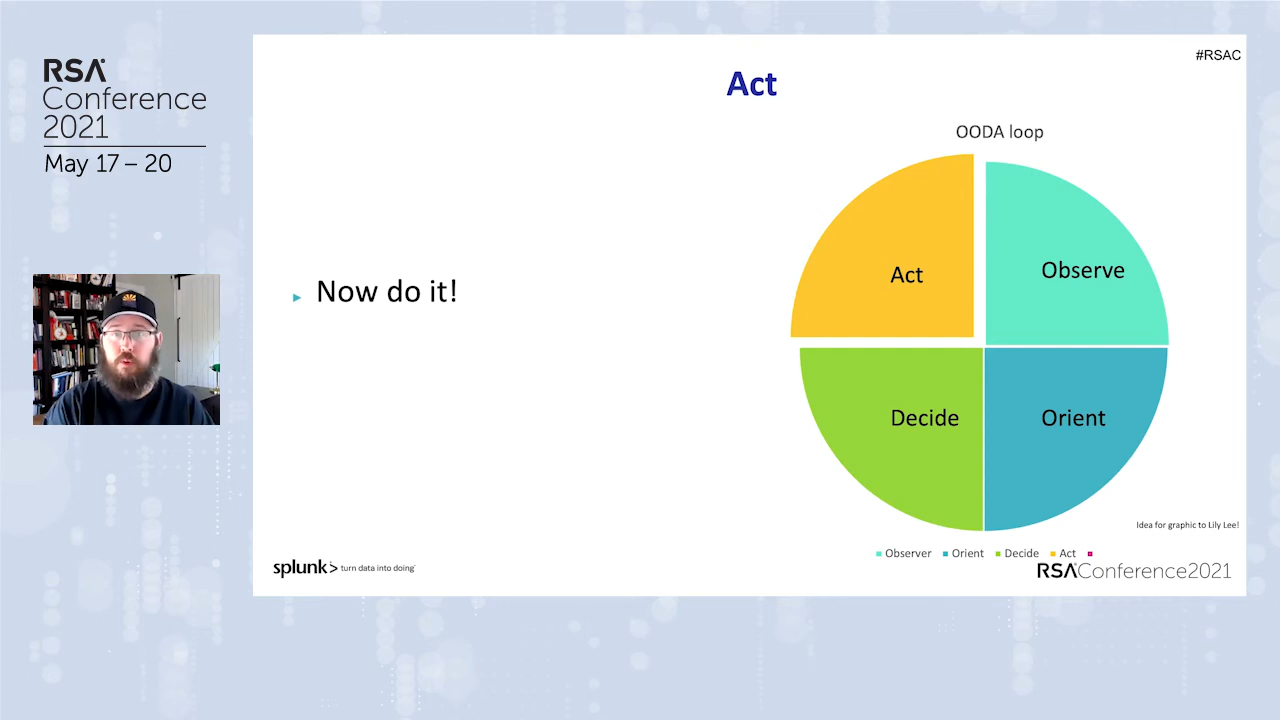 RSA
Conference
2021
May 17 – 20
#RSAC
Act
OODA loop
Now do it!
Act
Observe
Decide
Orient
Idea for graphic to Lily Lee!
Observer Orient Decide Act
splunk> turn data into doing
RSAConference2021